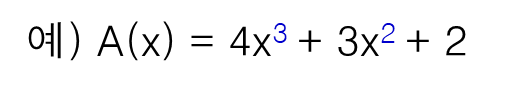 예) A(x) = 4x³ + 3x² + 2